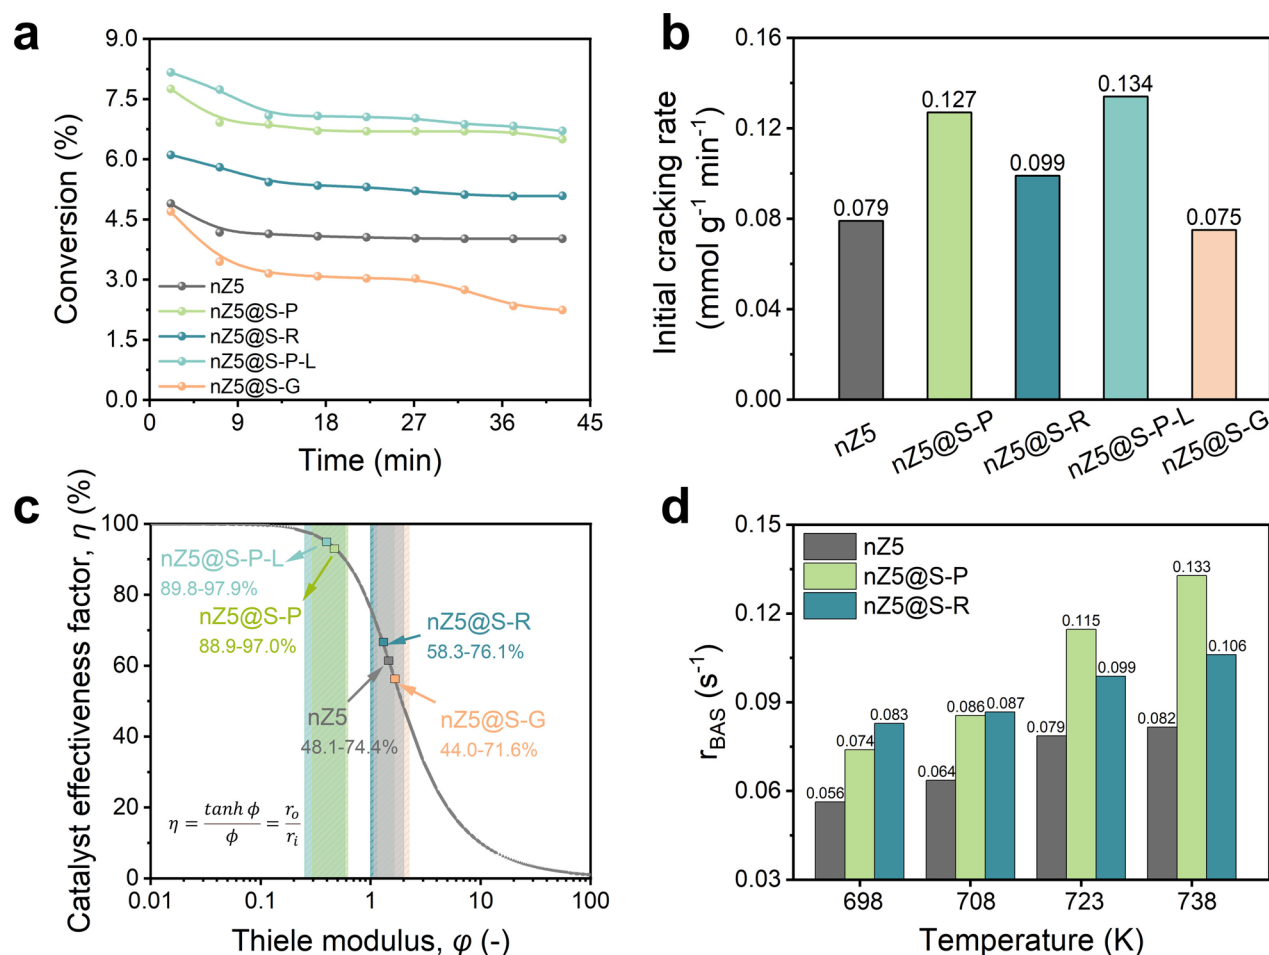 a
9.0
7.5
6.0
4.5
3.0
1.5
0.0
Conversion (%)
nZ5
nZ5@S-P
nZ5@S-R
nZ5@S-P-L
nZ5@S-G
0 9 18 27 36 45
Time (min)
b
0.16
0.12
0.08
0.04
0.00
Initial cracking rate
(mmol g⁻¹ min⁻¹)
0.079
0.127
0.099
0.134
0.075
nZ5
nZ5@S-P
nZ5@S-R
nZ5@S-P-L
nZ5@S-G
c
100
80
60
40
20
0
Catalyst effectiveness factor, η (%)
nZ5@S-P-L
89.8-97.9%
nZ5@S-P
88.9-97.0%
nZ5@S-R
58.3-76.1%
nZ5
48.1-74.4%
nZ5@S-G
44.0-71.6%
η = tanh ϕ / ϕ = r_o / r_i
0.01 0.1 1 10 100
Thiele modulus, φ (-)
d
0.15
0.12
0.09
0.06
0.03
r_BAS (s⁻¹)
nZ5
nZ5@S-P
nZ5@S-R
0.056 0.074 0.083
0.064 0.086 0.087
0.079 0.115 0.099
0.082 0.133 0.106
698 708 723 738
Temperature (K)